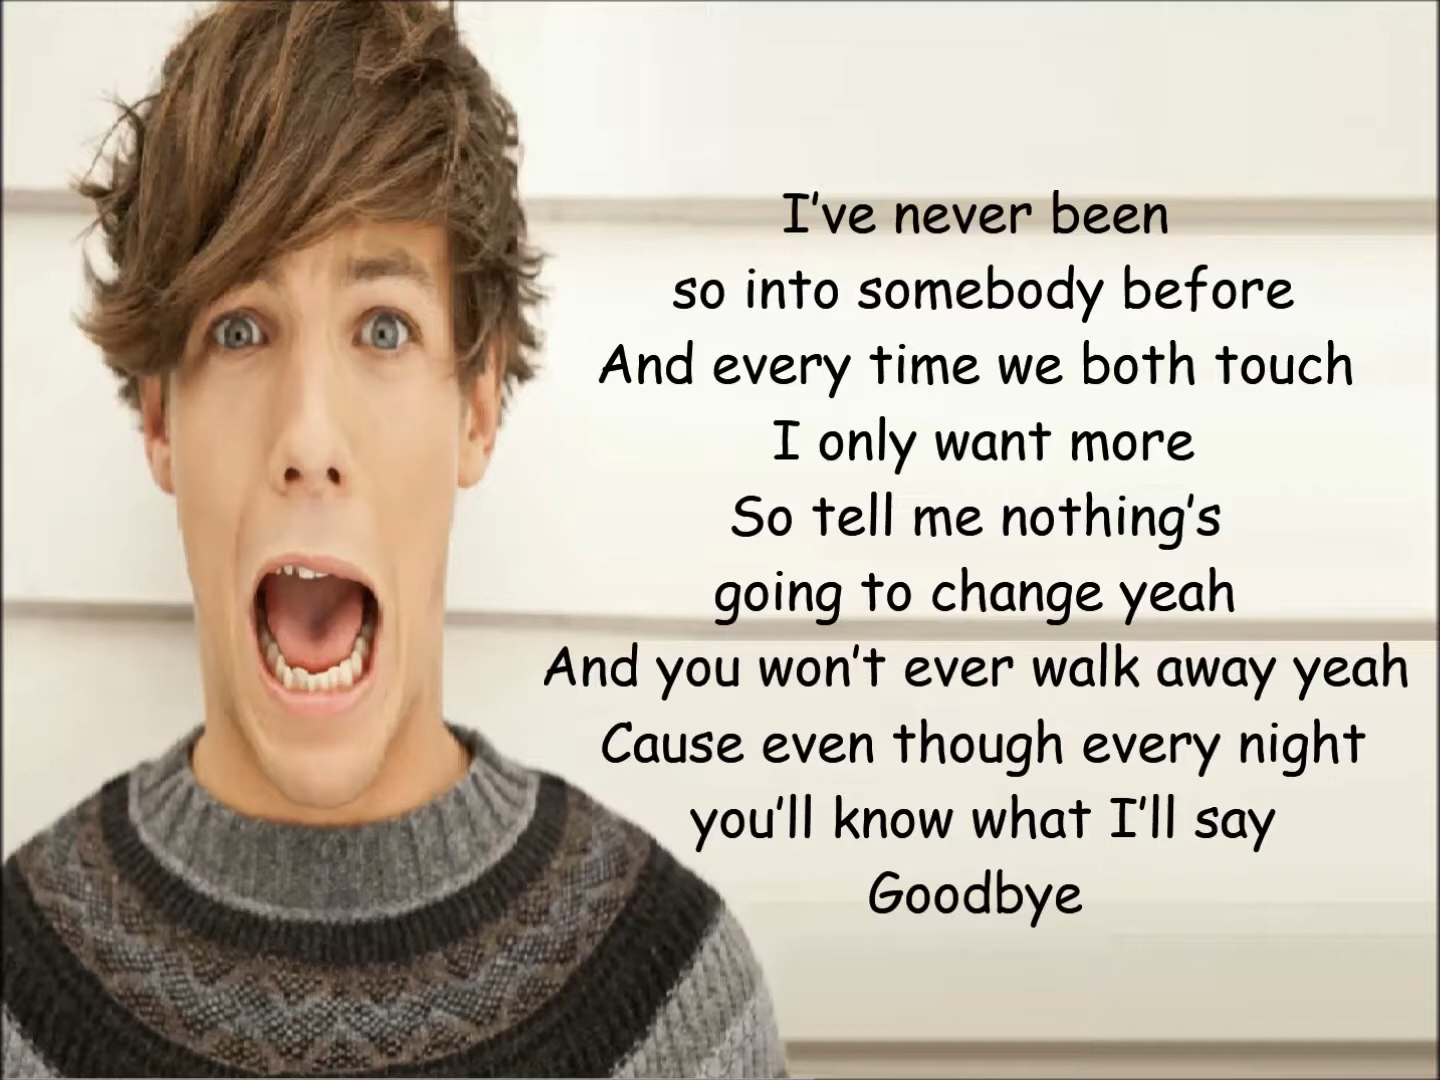 I've never been
so into somebody before
And every time we both touch
I only want more
So tell me nothing's
going to change yeah
And you won't ever walk away yeah
Cause even though every night
you'll know what I'll say
Goodbye